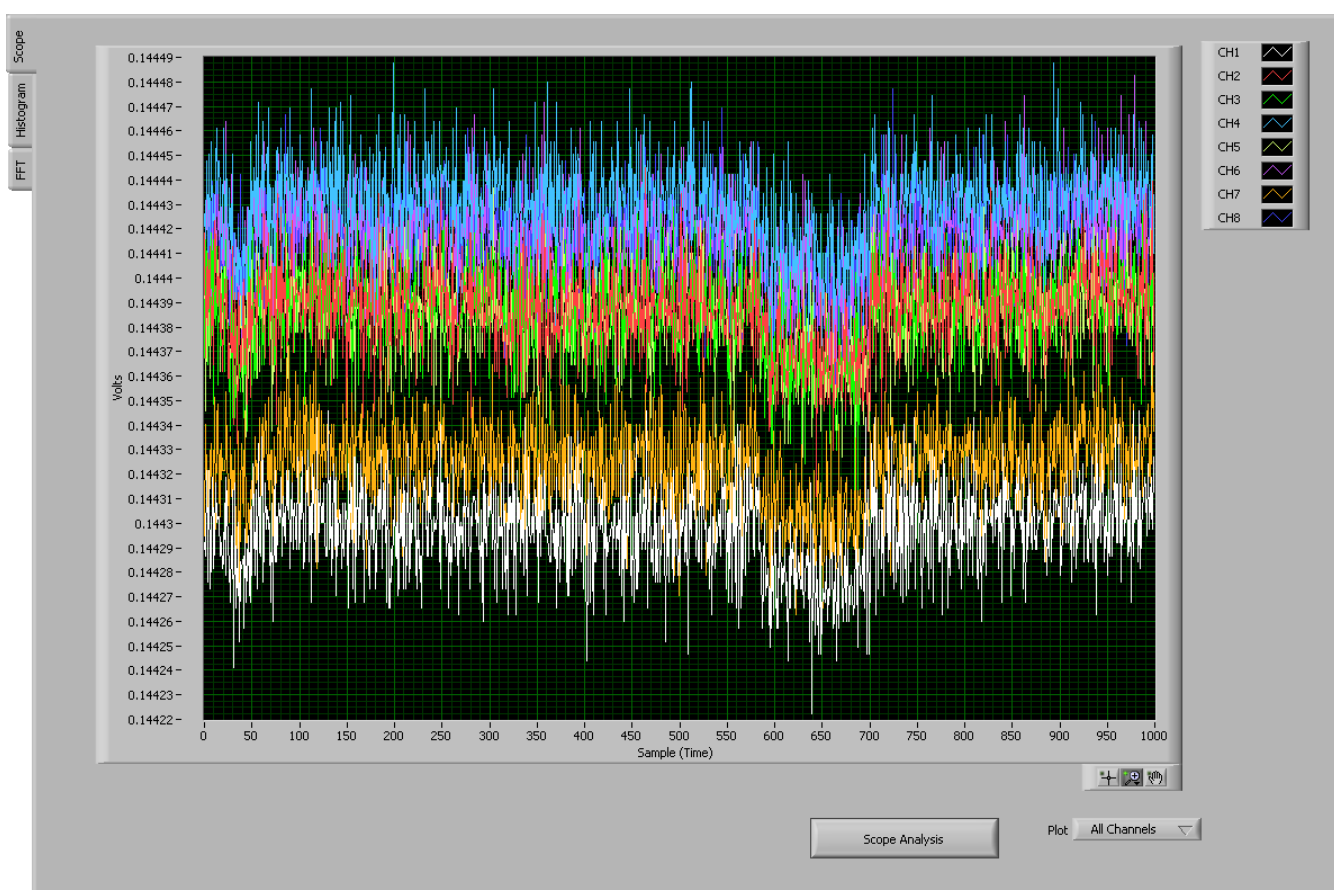 Scope
Histogram
FFT
Volts
0.14449
0.14448
0.14447
0.14446
0.14445
0.14444
0.14443
0.14442
0.14441
0.1444
0.14439
0.14438
0.14437
0.14436
0.14435
0.14434
0.14433
0.14432
0.14431
0.1443
0.14429
0.14428
0.14427
0.14426
0.14425
0.14424
0.14423
0.14422
0 50 100 150 200 250 300 350 400 450 500 550 600 650 700 750 800 850 900 950 1000
Sample (Time)
CH1
CH2
CH3
CH4
CH5
CH6
CH7
CH8
Scope Analysis
Plot All Channels